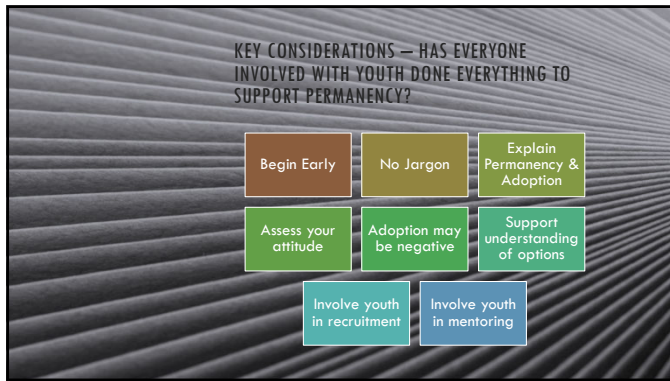 KEY CONSIDERATIONS – HAS EVERYONE
INVOLVED WITH YOUTH DONE EVERYTHING TO
SUPPORT PERMANENCY?
Begin Early
No Jargon
Explain
Permanency &
Adoption
Assess your
attitude
Adoption may
be negative
Support
understanding
of options
Involve youth
in recruitment
Involve youth
in mentoring